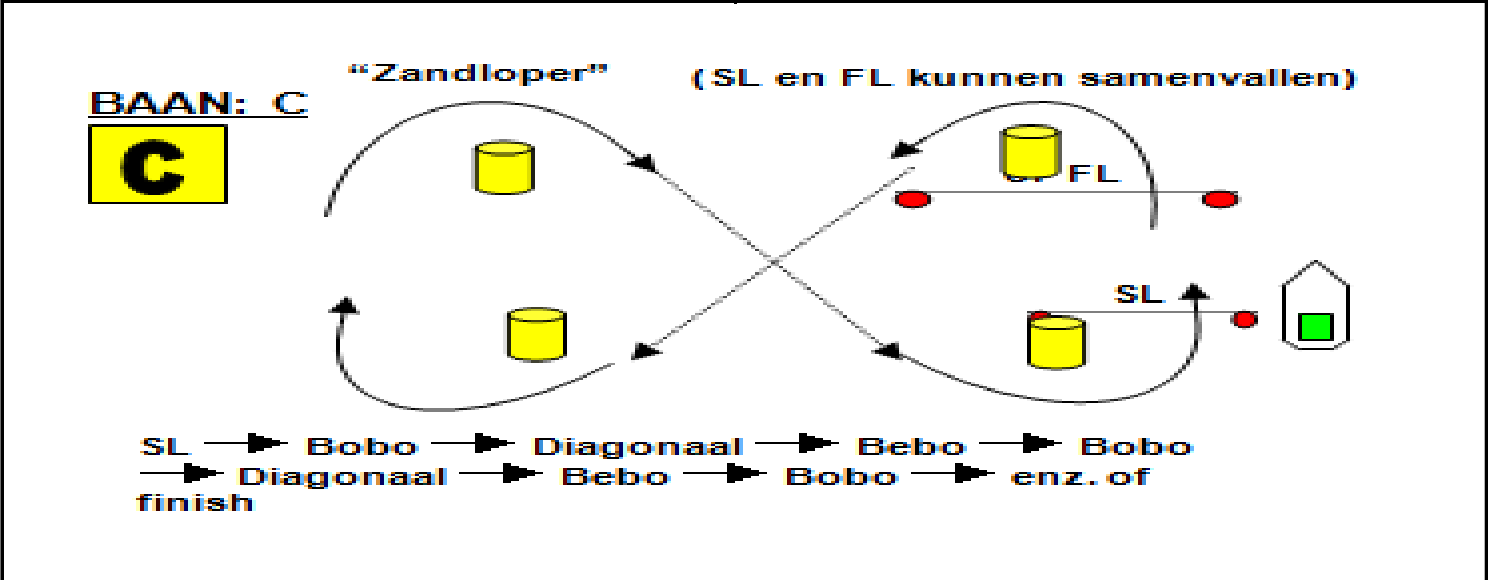 “Zandloper”
(SL en FL kunnen samenvallen)
BAAN: C
C
FL
SL
SL Bobo Diagonaal Bebo Bobo
Diagonaal Bebo Bobo enz. of
finish